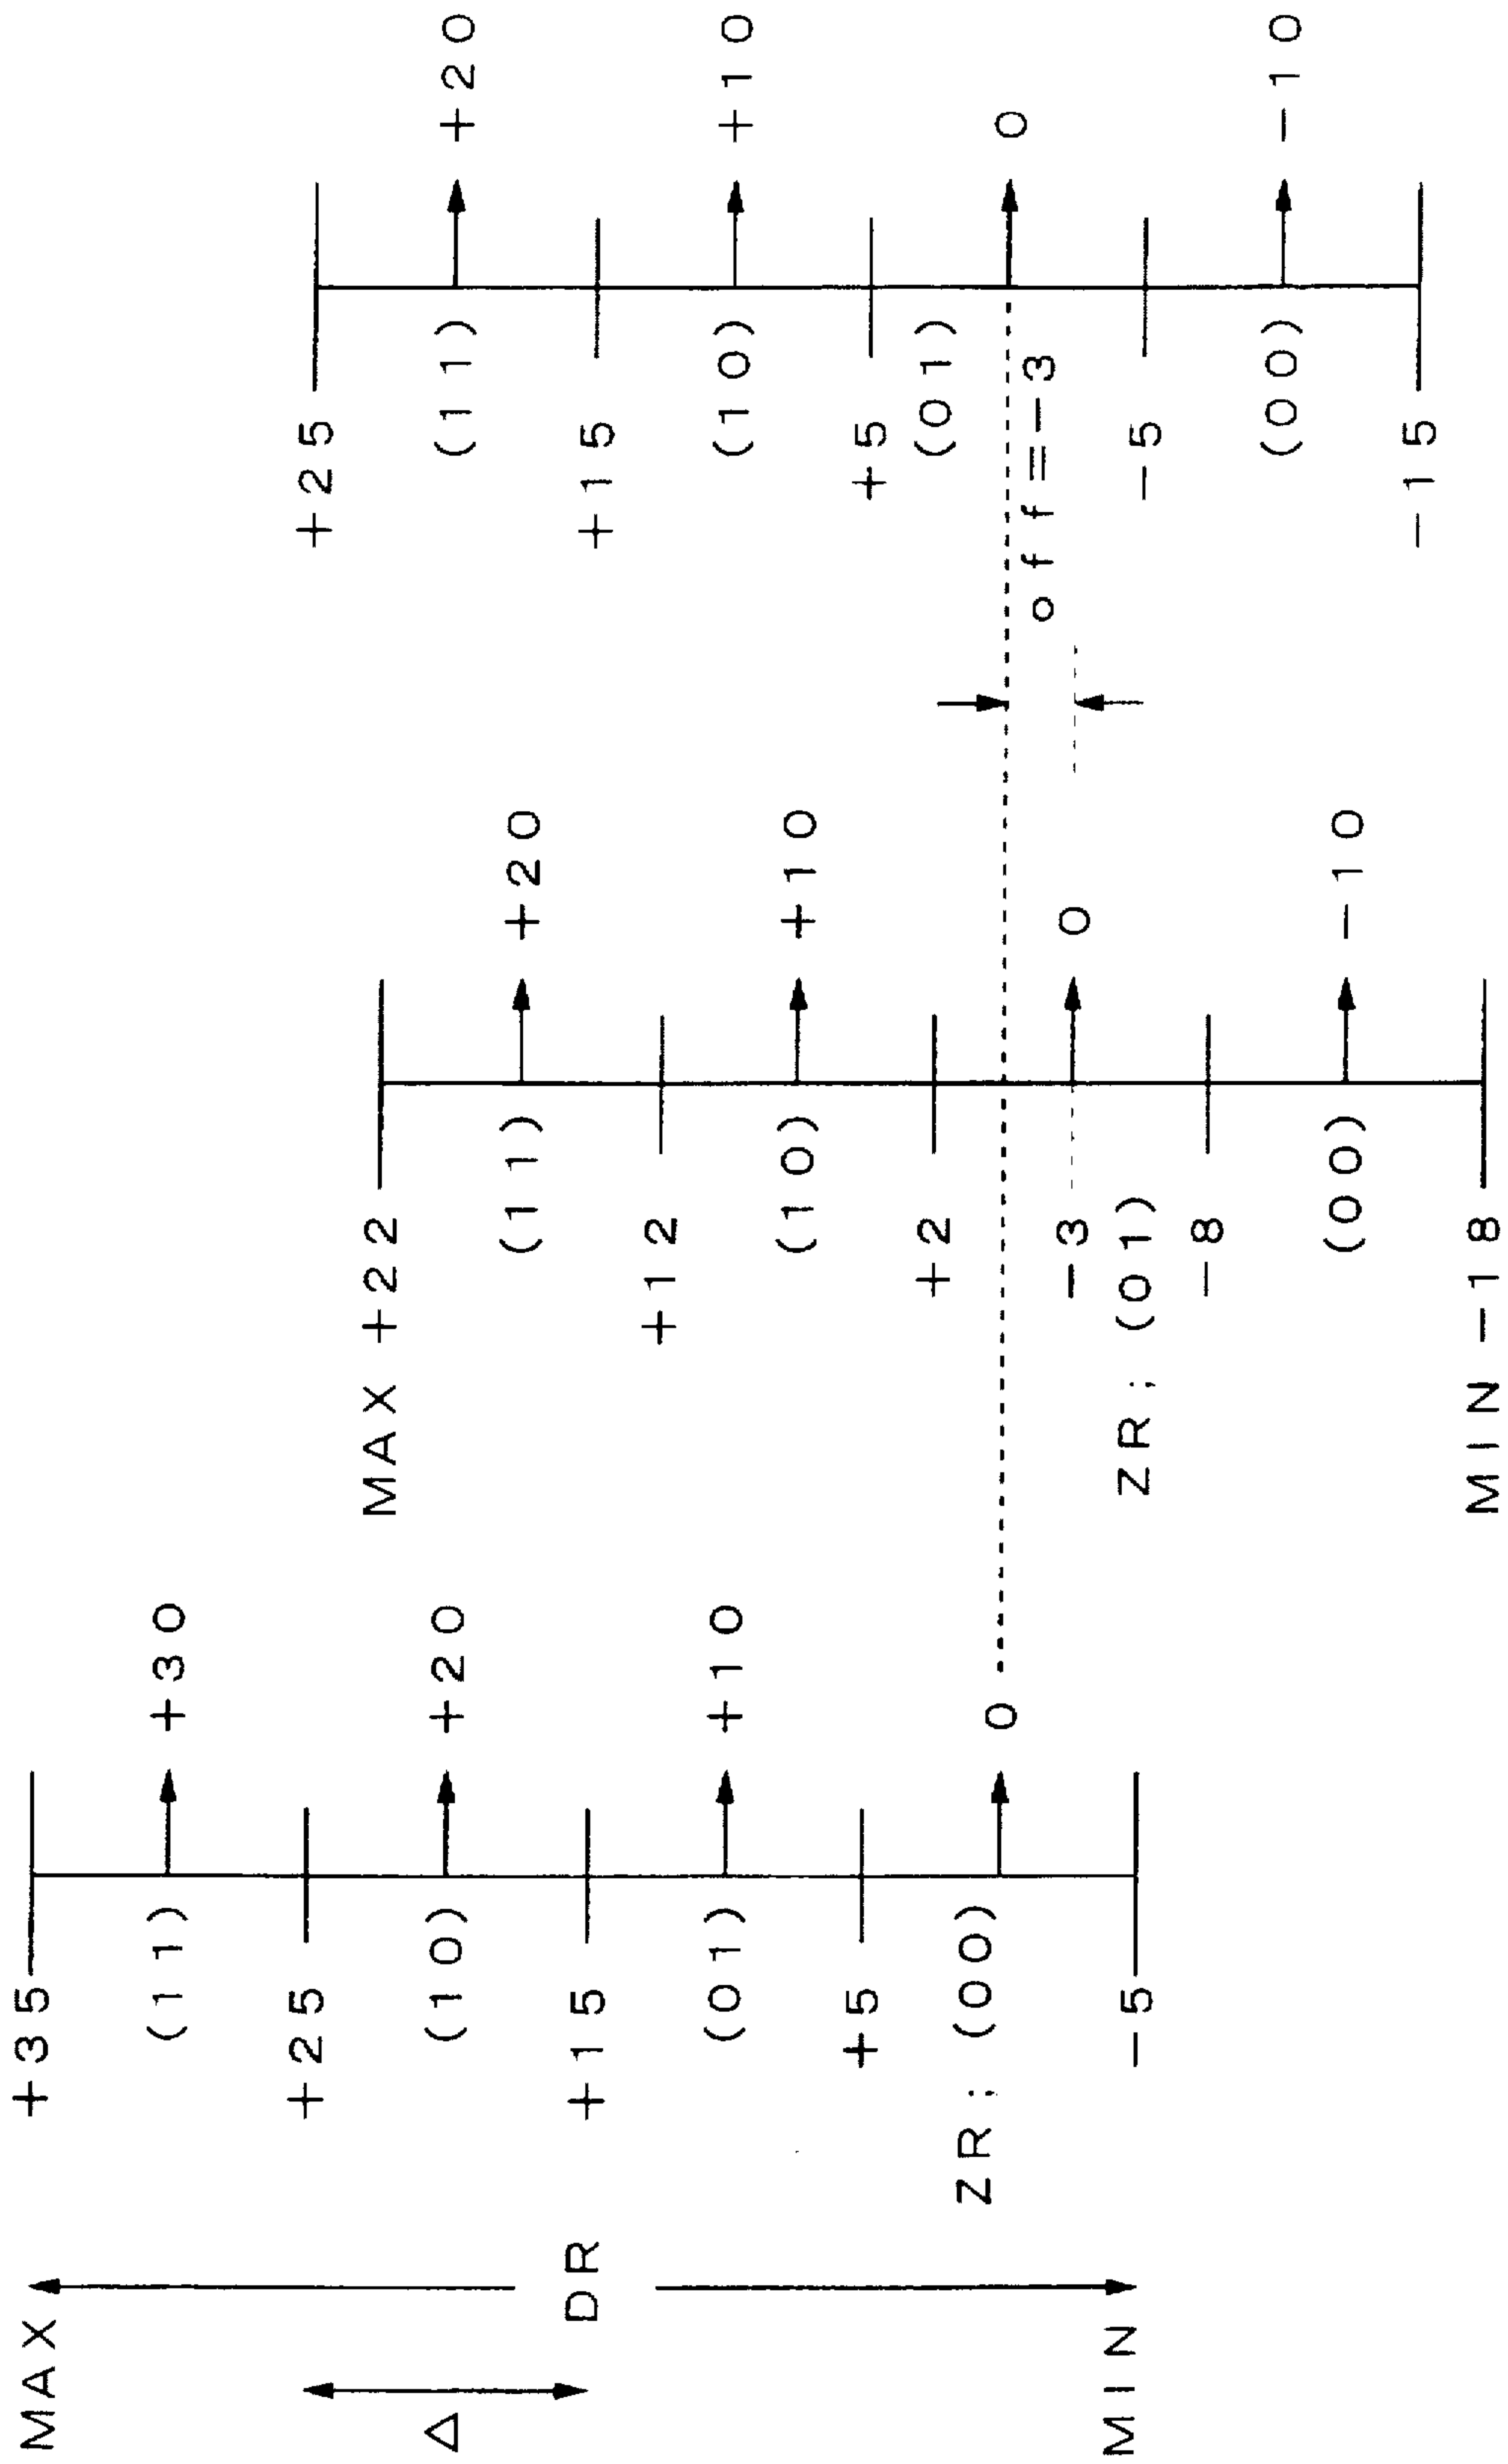 MAX
Δ
DR
MIN
+35
(11) +30
+25
(10) +20
+15
(01) +10
+5
ZR; (00) 0
-5
MAX +22
(11) +20
+12
(10) +10
+2
-3 0
ZR; (01)
-8
(00) -10
MIN -18
off=-3
+25
(11) +20
+15
(10) +10
+5
(01) 0
-5
(00) -10
-15